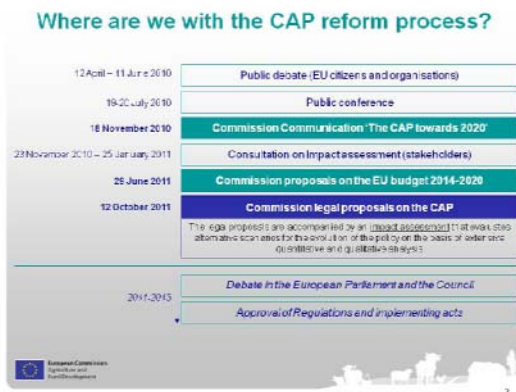 Where are we with the CAP reform process?
12 April – 11 June 2010
Public debate (EU citizens and organisations)
19-20 July 2010
Public conference
18 November 2010
Commission Communication 'The CAP towards 2020'
23 November 2010 – 25 January 2011
Consultation on Impact assessment (stakeholders)
29 June 2011
Commission proposals on the EU budget 2014-2020
12 October 2011
Commission legal proposals on the CAP
The legal proposals are accompanied by an impact assessment that evaluates
alternative scenarios for the evolution of the policy on the basis of extensive
quantitative and qualitative analysis
2011-2013
Debate in the European Parliament and the Council
Approval of Regulations and implementing acts
European Commission
Agriculture and
Rural Development